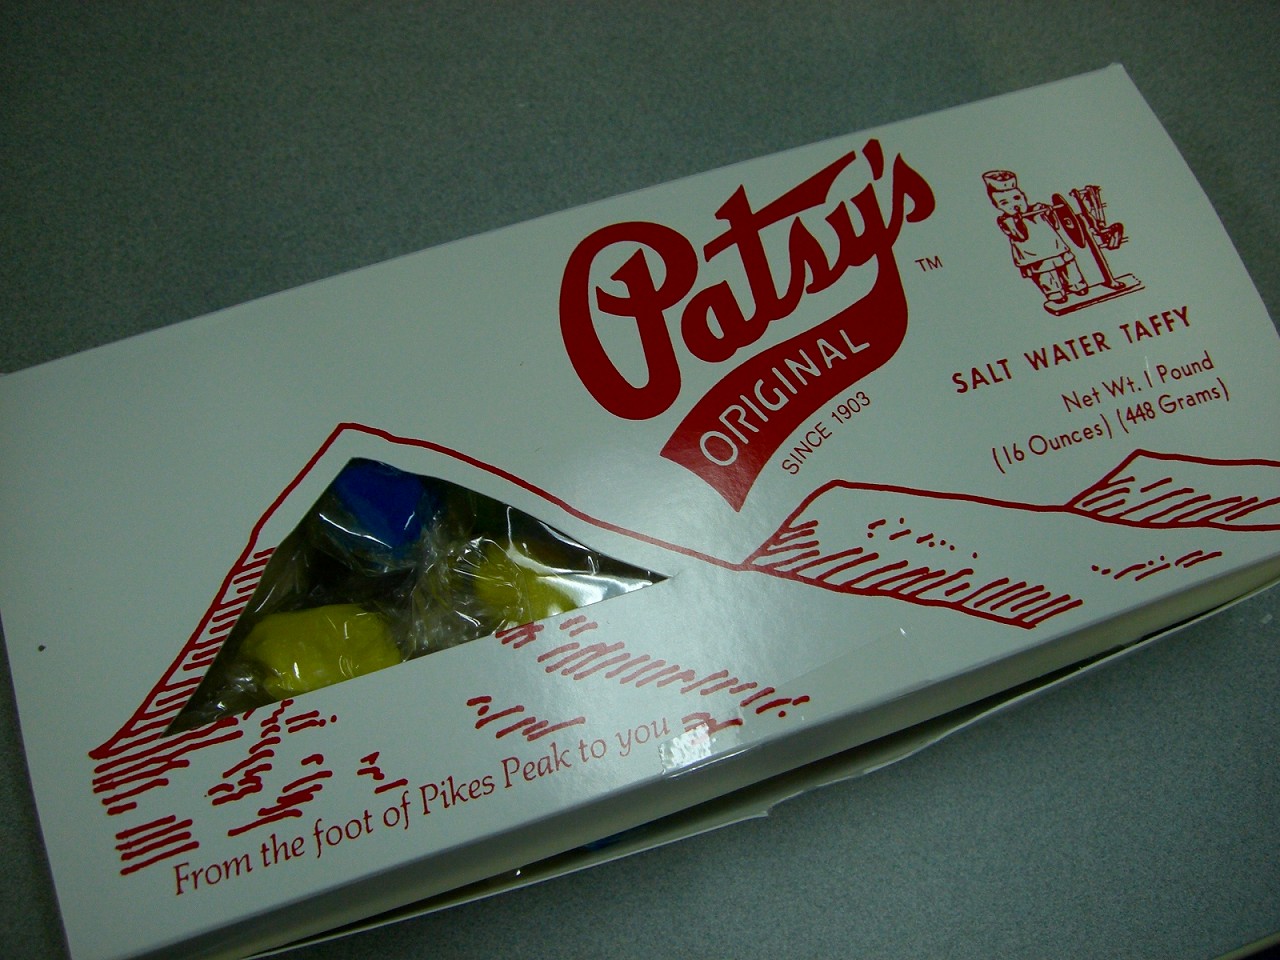 Patsy's
TM
ORIGINAL
SINCE 1903
SALT WATER TAFFY
Net Wt. 1 Pound
(16 Ounces) (448 Grams)
From the foot of Pikes Peak to you